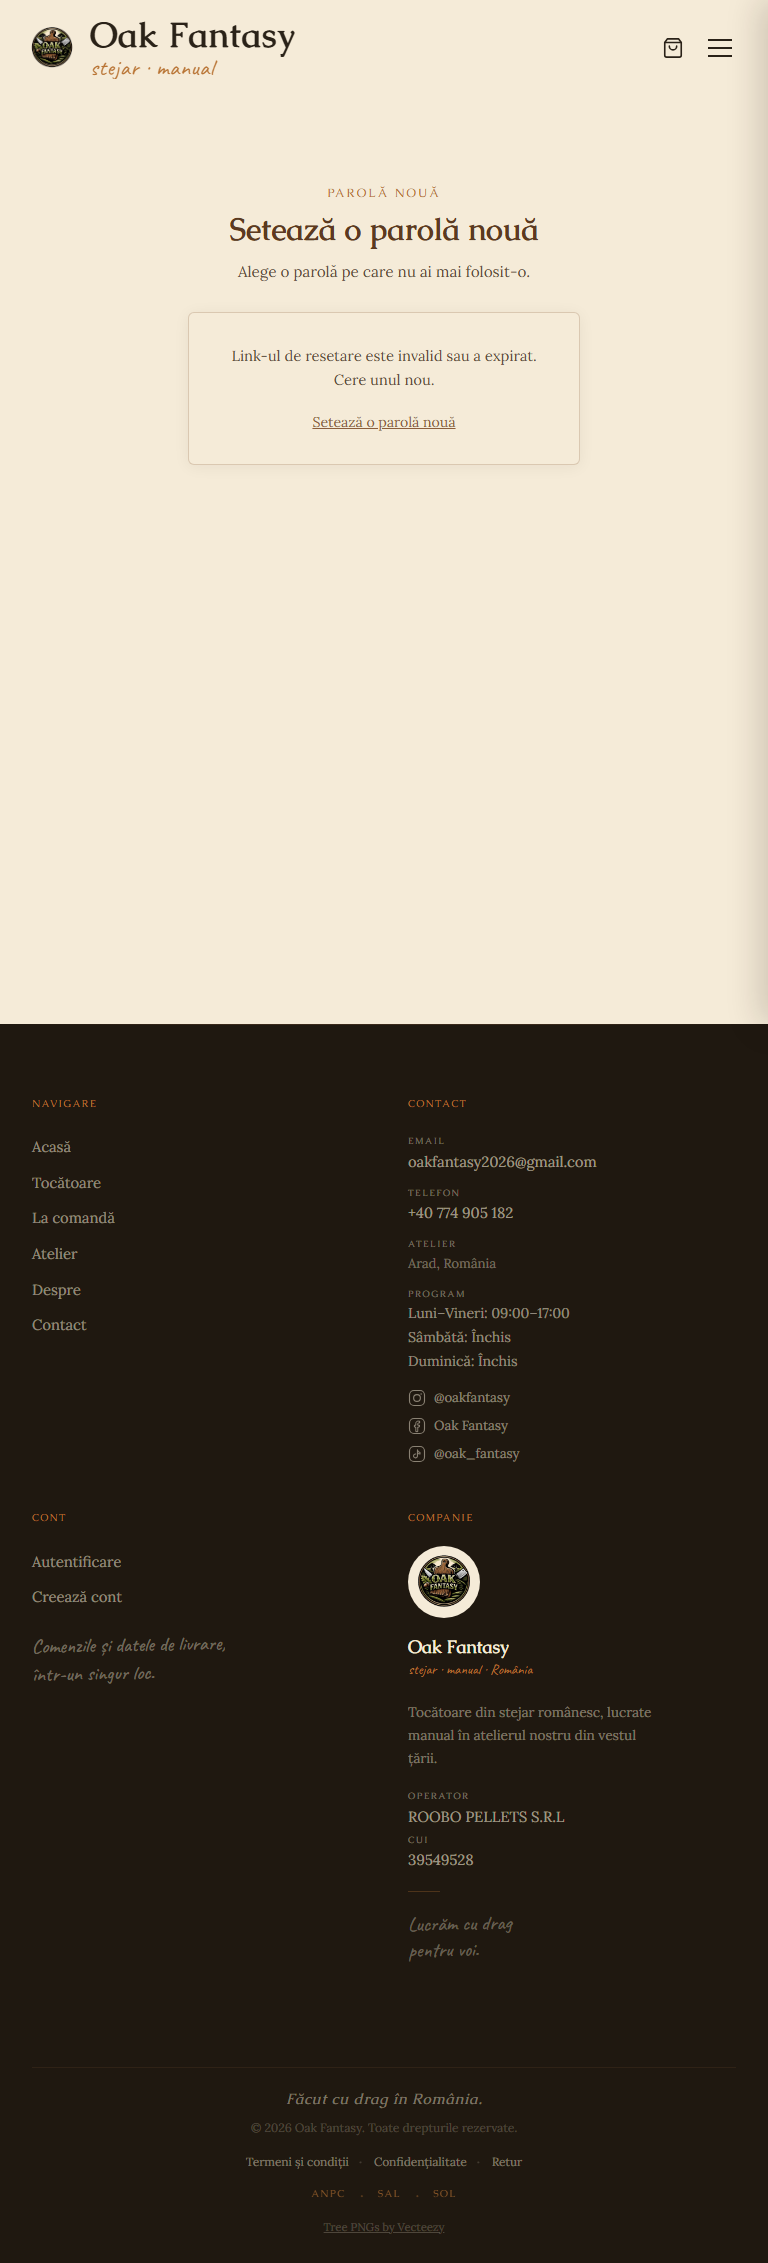 Oak Fantasy
stejar · manual
PAROLĂ NOUĂ
Setează o parolă nouă
Alege o parolă pe care nu ai mai folosit-o.
Link-ul de resetare este invalid sau a expirat.
Cere unul nou.
Setează o parolă nouă
NAVIGARE
Acasă
Tocătoare
La comandă
Atelier
Despre
Contact
CONTACT
EMAIL
oakfantasy2026@gmail.com
TELEFON
+40 774 905 182
ATELIER
Arad, România
PROGRAM
Luni–Vineri: 09:00–17:00
Sâmbătă: Închis
Duminică: Închis
@oakfantasy
Oak Fantasy
@oak_fantasy
CONT
Autentificare
Creează cont
Comenzile și datele de livrare,
într-un singur loc.
COMPANIE
OAK
FANTASY
Oak Fantasy
stejar · manual · România
Tocătoare din stejar românesc, lucrate
manual în atelierul nostru din vestul
țării.
OPERATOR
ROOBO PELLETS S.R.L
CUI
39549528
Lucrăm cu drag
pentru voi.
Făcut cu drag în România.
© 2026 Oak Fantasy. Toate drepturile rezervate.
Termeni și condiții · Confidențialitate · Retur
ANPC · SAL · SOL
Tree PNGs by Vecteezy